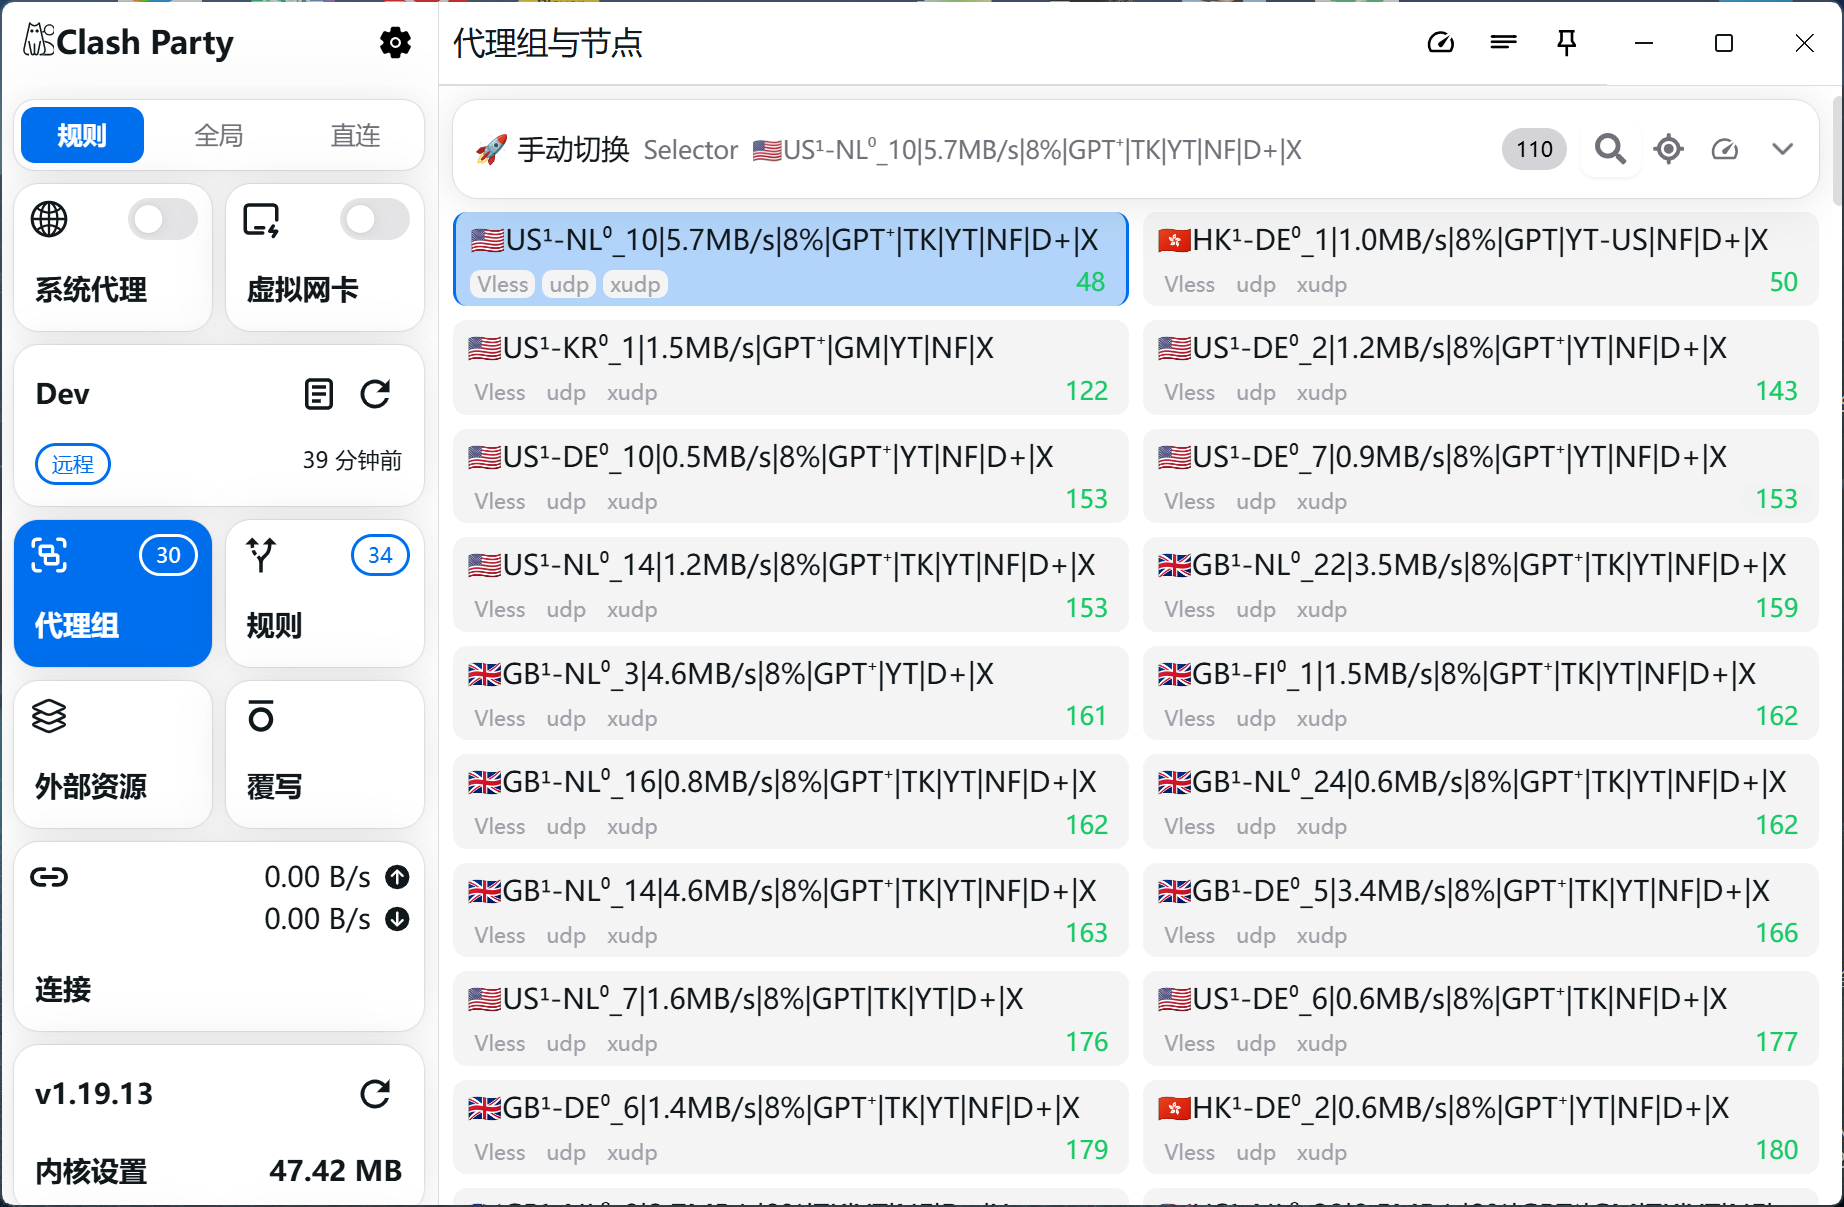 Clash Party
规则 全局 直连
系统代理 虚拟网卡
Dev
远程 39 分钟前
30 34
代理组 规则
外部资源 覆写
0.00 B/s
0.00 B/s
连接
v1.19.13
内核设置 47.42 MB
代理组与节点
🚀 手动切换 Selector 🇺🇸US¹-NL⁰_10|5.7MB/s|8%|GPT⁺|TK|YT|NF|D+|X 110
🇺🇸US¹-NL⁰_10|5.7MB/s|8%|GPT⁺|TK|YT|NF|D+|X
Vless udp xudp 48
🇭🇰HK¹-DE⁰_1|1.0MB/s|8%|GPT|YT-US|NF|D+|X
Vless udp xudp 50
🇺🇸US¹-KR⁰_1|1.5MB/s|GPT⁺|GM|YT|NF|X
Vless udp xudp 122
🇺🇸US¹-DE⁰_2|1.2MB/s|8%|GPT⁺|YT|NF|D+|X
Vless udp xudp 143
🇺🇸US¹-DE⁰_10|0.5MB/s|8%|GPT⁺|YT|NF|D+|X
Vless udp xudp 153
🇺🇸US¹-DE⁰_7|0.9MB/s|8%|GPT⁺|YT|NF|D+|X
Vless udp xudp 153
🇺🇸US¹-NL⁰_14|1.2MB/s|8%|GPT⁺|TK|YT|NF|D+|X
Vless udp xudp 153
🇬🇧GB¹-NL⁰_22|3.5MB/s|8%|GPT⁺|TK|YT|NF|D+|X
Vless udp xudp 159
🇬🇧GB¹-NL⁰_3|4.6MB/s|8%|GPT⁺|YT|D+|X
Vless udp xudp 161
🇬🇧GB¹-FI⁰_1|1.5MB/s|8%|GPT⁺|TK|YT|NF|D+|X
Vless udp xudp 162
🇬🇧GB¹-NL⁰_16|0.8MB/s|8%|GPT⁺|TK|YT|NF|D+|X
Vless udp xudp 162
🇬🇧GB¹-NL⁰_24|0.6MB/s|8%|GPT⁺|TK|YT|NF|D+|X
Vless udp xudp 162
🇬🇧GB¹-NL⁰_14|4.6MB/s|8%|GPT⁺|TK|YT|NF|D+|X
Vless udp xudp 163
🇬🇧GB¹-DE⁰_5|3.4MB/s|8%|GPT⁺|TK|YT|NF|D+|X
Vless udp xudp 166
🇺🇸US¹-NL⁰_7|1.6MB/s|8%|GPT|TK|YT|D+|X
Vless udp xudp 176
🇺🇸US¹-DE⁰_6|0.6MB/s|8%|GPT⁺|TK|NF|D+|X
Vless udp xudp 177
🇬🇧GB¹-DE⁰_6|1.4MB/s|8%|GPT⁺|TK|YT|NF|D+|X
Vless udp xudp 179
🇭🇰HK¹-DE⁰_2|0.6MB/s|8%|GPT⁺|YT|NF|D+|X
Vless udp xudp 180